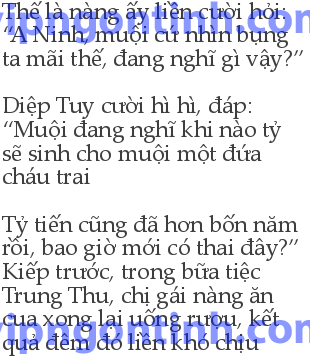 Thế là nàng ấy liền cười hỏi:
“A Ninh, muội cứ nhìn bụng
ta mãi thế, đang nghĩ gì vậy?”
Diệp Tuy cười hì hì, đáp:
“Muội đang nghĩ khi nào tỷ
sẽ sinh cho muội một đứa
cháu trai
Tỷ tiến cũng đã hơn bốn năm
rồi, bao giờ mới có thai đây?”
Kiếp trước, trong bữa tiệc
Trung Thu, chị gái nàng ăn
cua xong lại uống rượu, kết
quả đêm đó liền khó chịu
vipngontinh.com
vipngontinh.com